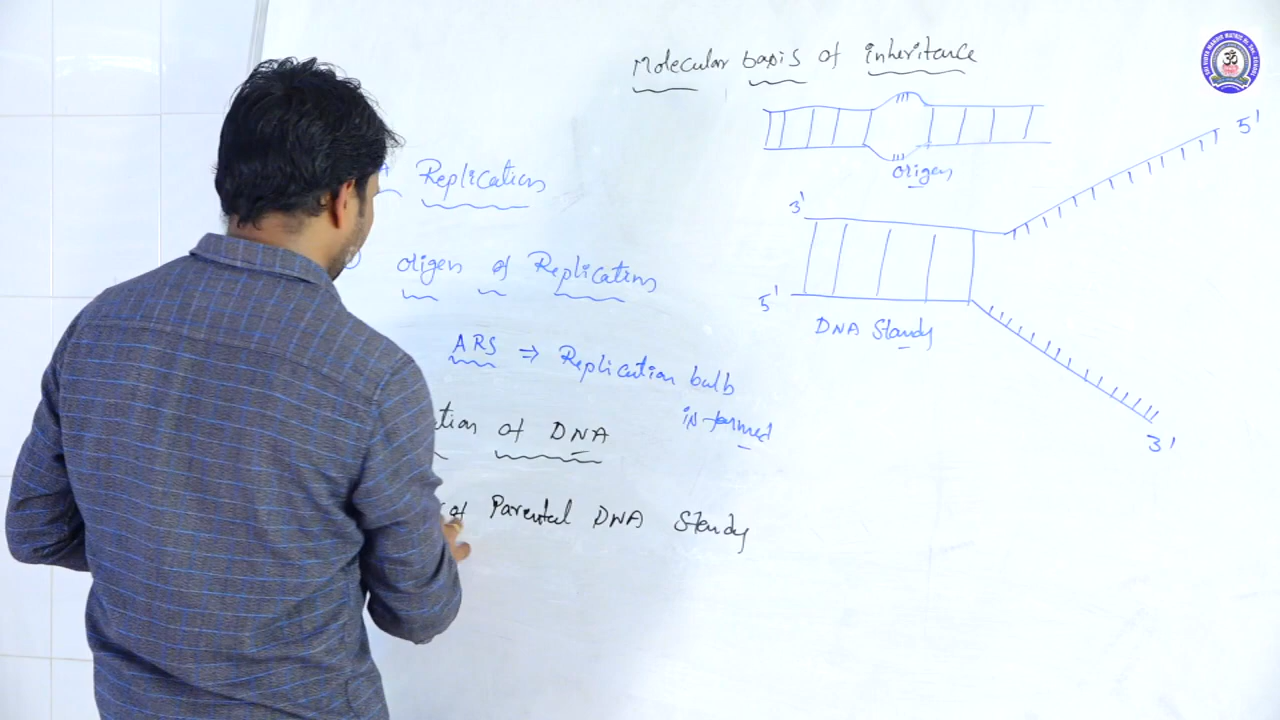 Molecular basis of inheritance
Replication
origen of Replication
ARS ⇒ Replication bulb
is formed
of DNA
of Parental DNA Standy
origen
3'
5'
5'
3'
DNA Standy